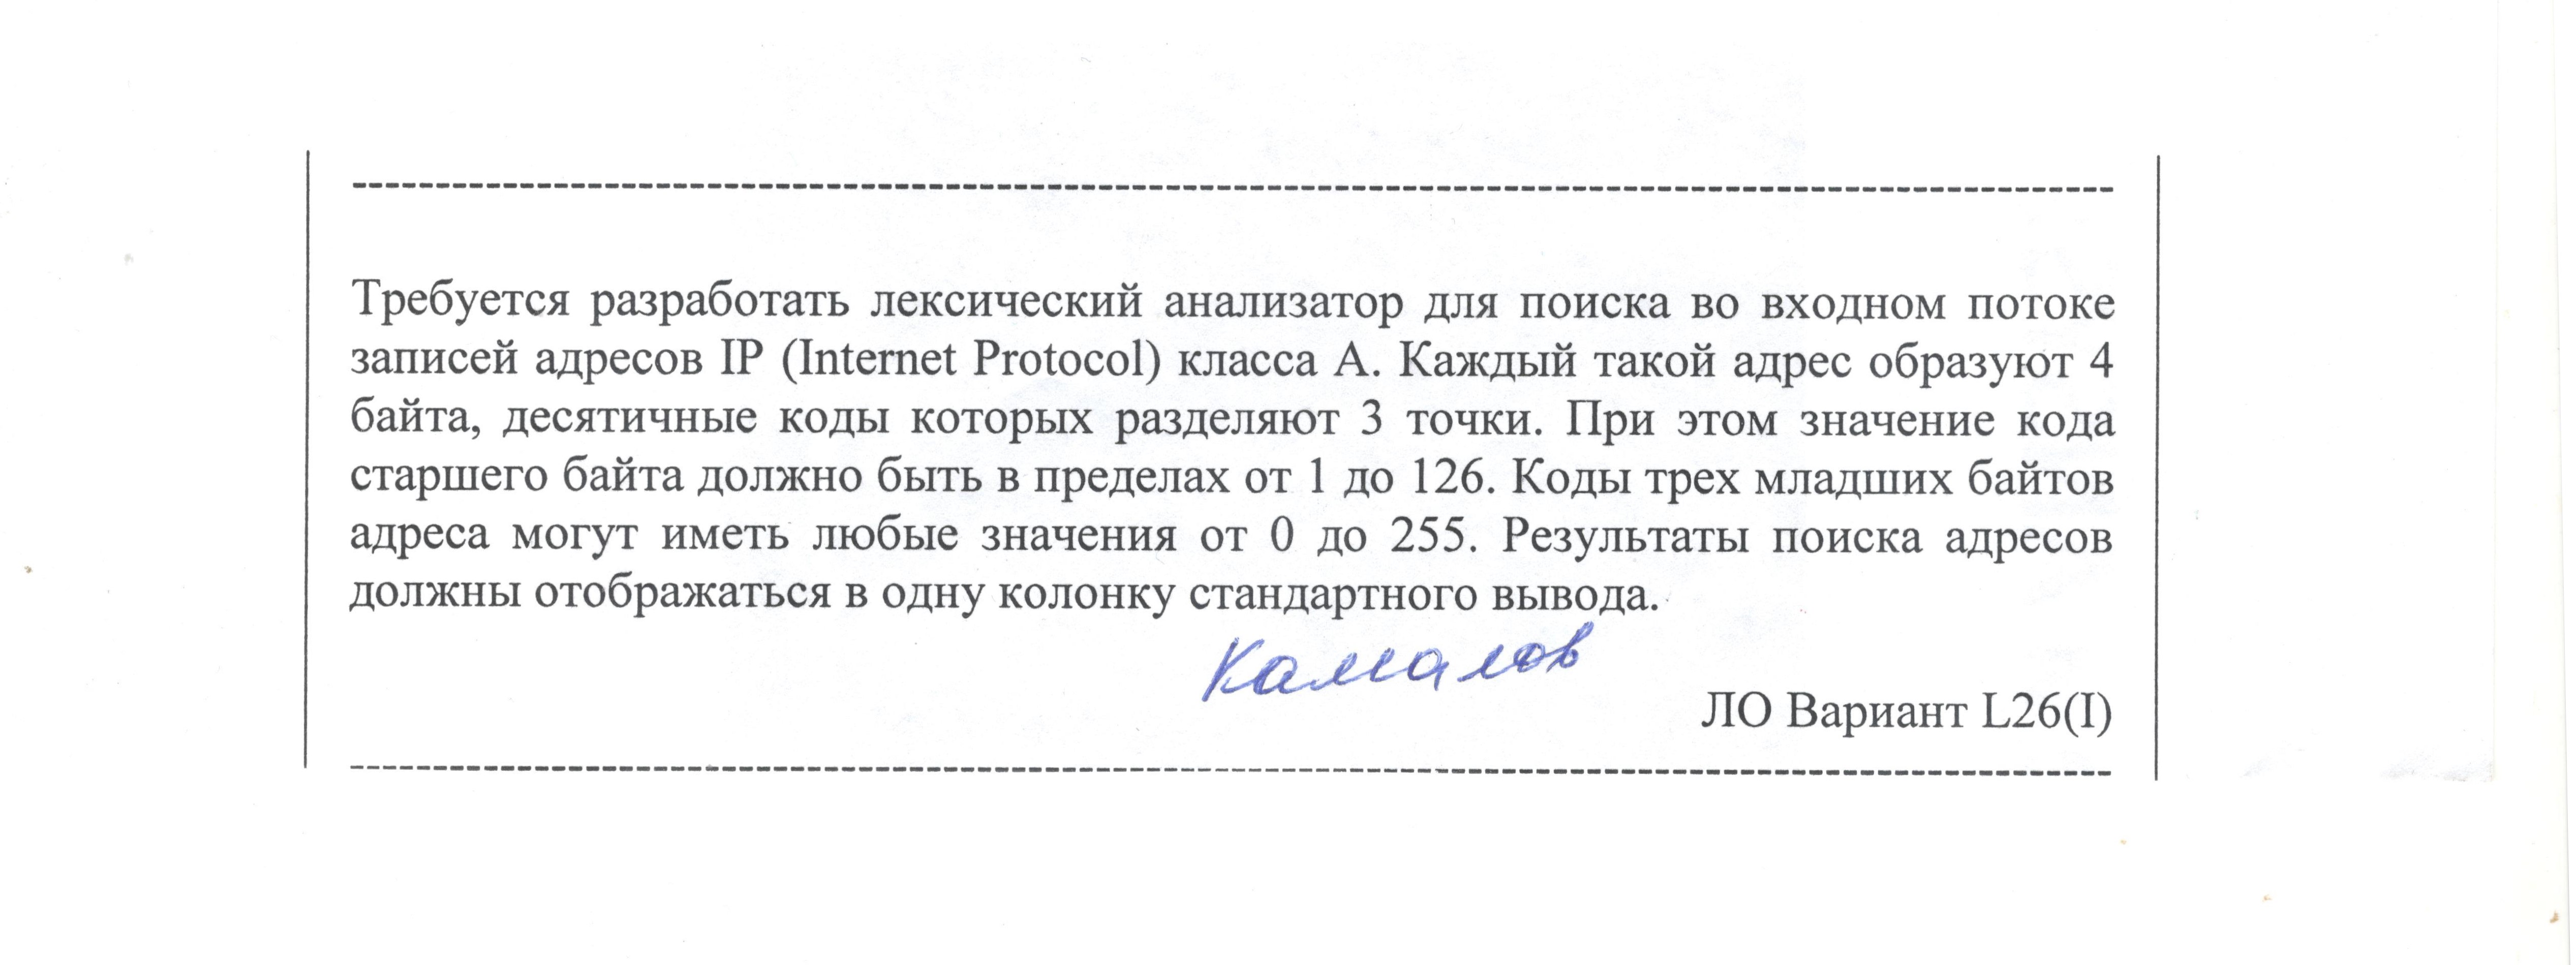 Требуется разработать лексический анализатор для поиска во входном потоке
записей адресов IP (Internet Protocol) класса А. Каждый такой адрес образуют 4
байта, десятичные коды которых разделяют 3 точки. При этом значение кода
старшего байта должно быть в пределах от 1 до 126. Коды трех младших байтов
адреса могут иметь любые значения от 0 до 255. Результаты поиска адресов
должны отображаться в одну колонку стандартного вывода.
Камалов
ЛО Вариант L26(I)